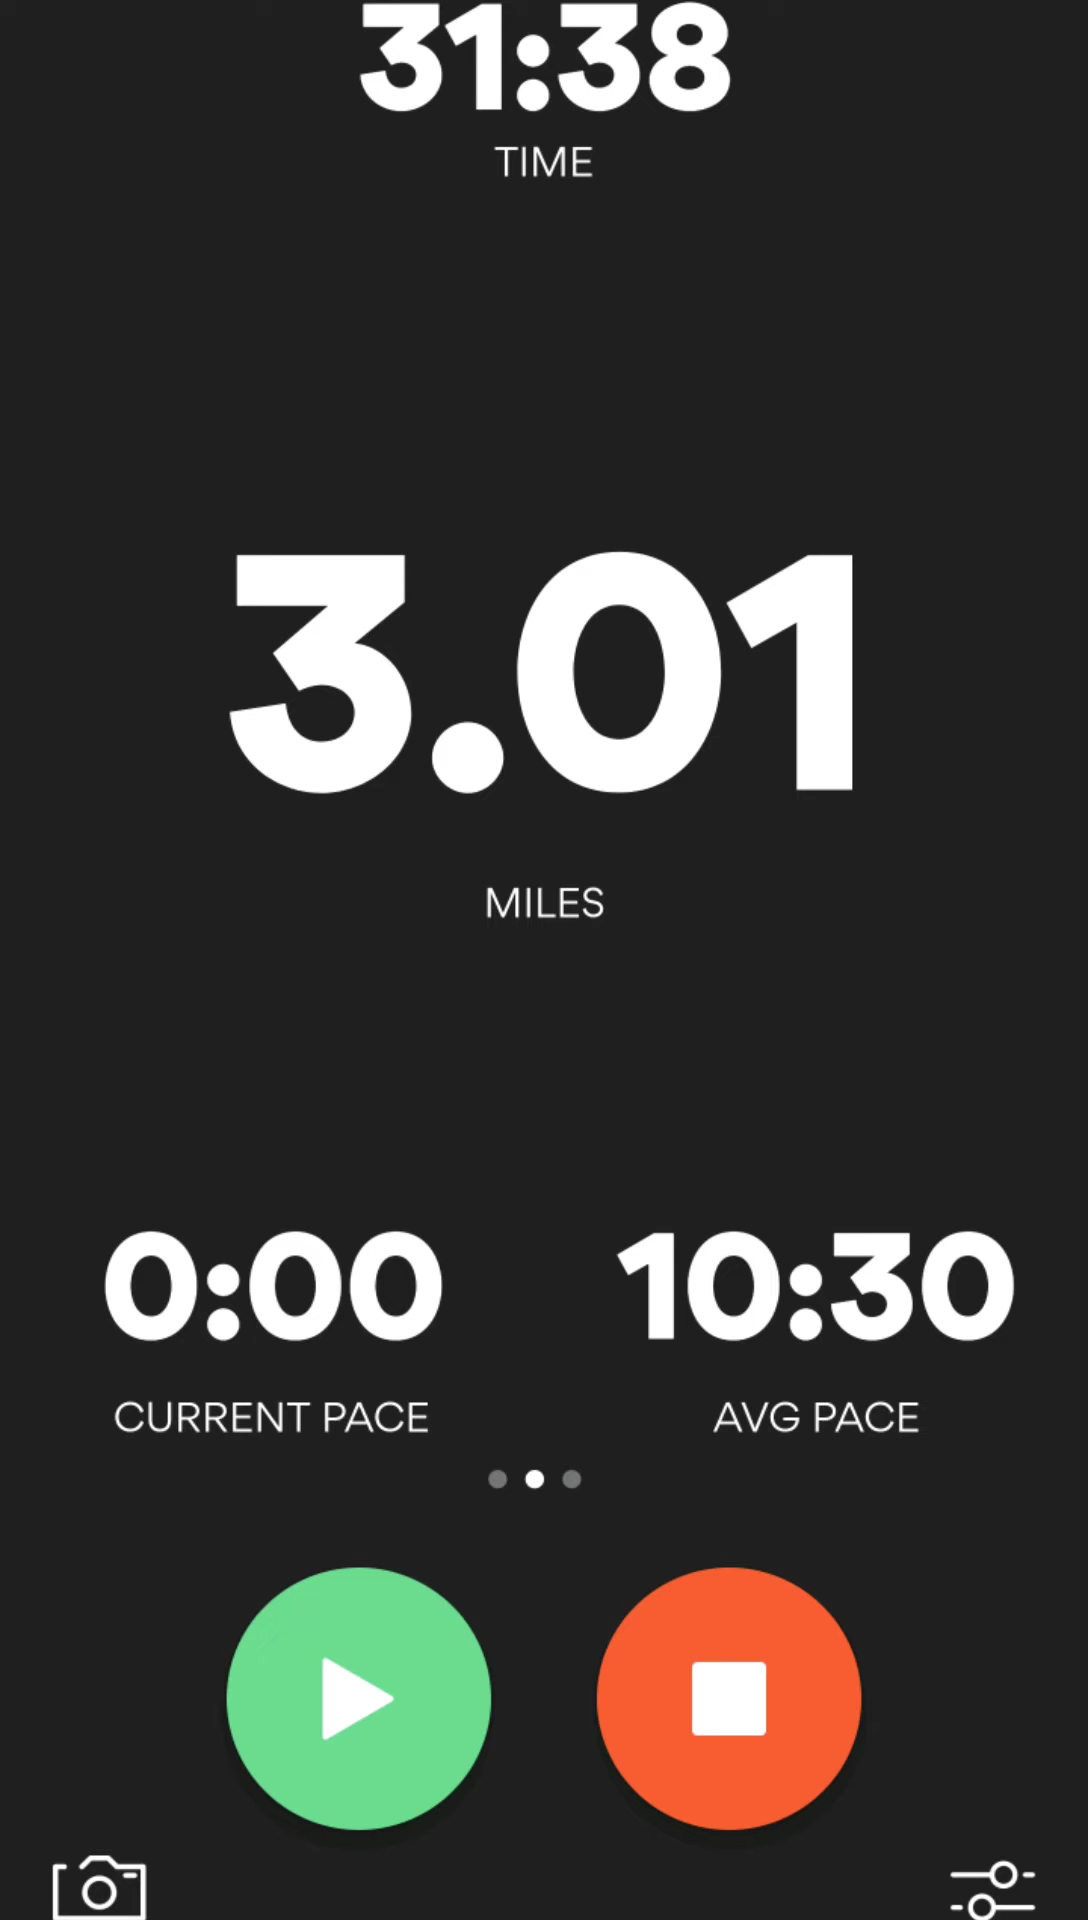 31:38
TIME
3.01
MILES
0:00 10:30
CURRENT PACE AVG PACE